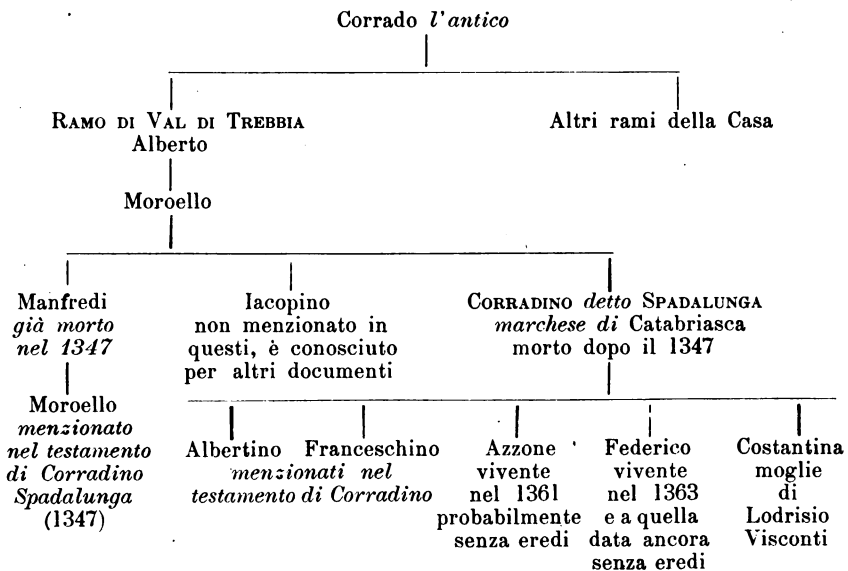 Corrado l'antico
RAMO DI VAL DI TREBBIA
Alberto
Altri rami della Casa
Moroello
Manfredi
già morto
nel 1347
Iacopino
non menzionato in
questi, è conosciuto
per altri documenti
CORRADINO detto SPADALUNGA
marchese di Catabriasca
morto dopo il 1347
Moroello
menzionato
nel testamento
di Corradino
Spadalunga
(1347)
Albertino Franceschino
menzionati nel
testamento di Corradino
Azzone
vivente
nel 1361
probabilmente
senza eredi
Federico
vivente
nel 1363
e a quella
data ancora
senza eredi
Costantina
moglie
di
Lodrisio
Visconti